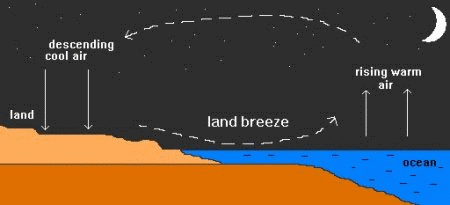 descending
cool air
rising warm
air
land
land breeze
ocean